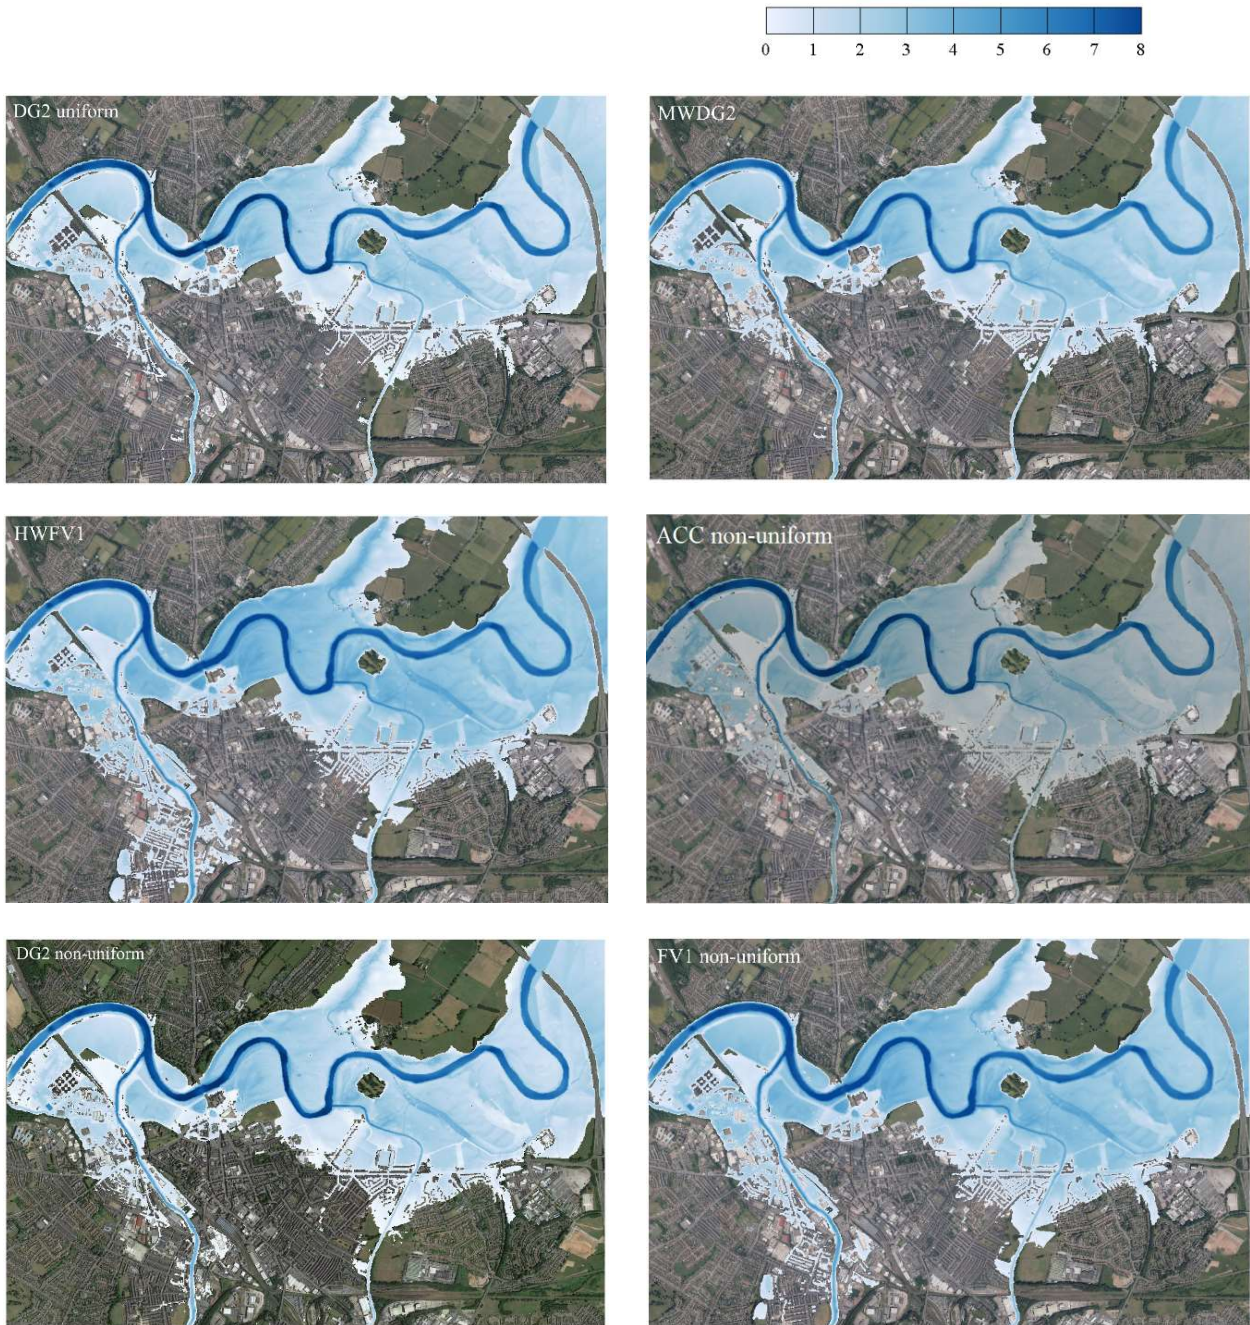 0 1 2 3 4 5 6 7 8
DG2 uniform
MWDG2
HWFV1
ACC non-uniform
DG2 non-uniform
FV1 non-uniform